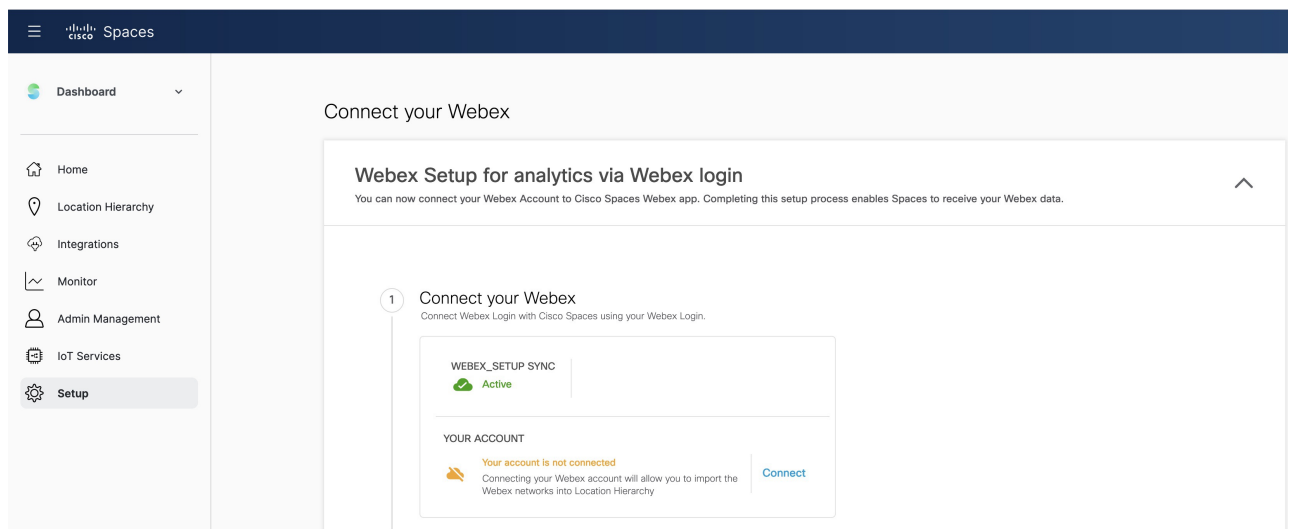 CISCO Spaces
Dashboard
Home
Location Hierarchy
Integrations
Monitor
Admin Management
IoT Services
Setup
Connect your Webex
Webex Setup for analytics via Webex login
You can now connect your Webex Account to Cisco Spaces Webex app. Completing this setup process enables Spaces to receive your Webex data.
1 Connect your Webex
Connect Webex Login with Cisco Spaces using your Webex Login.
WEBEX_SETUP SYNC
Active
YOUR ACCOUNT
Your account is not connected
Connecting your Webex account will allow you to import the
Webex networks into Location Hierarchy
Connect